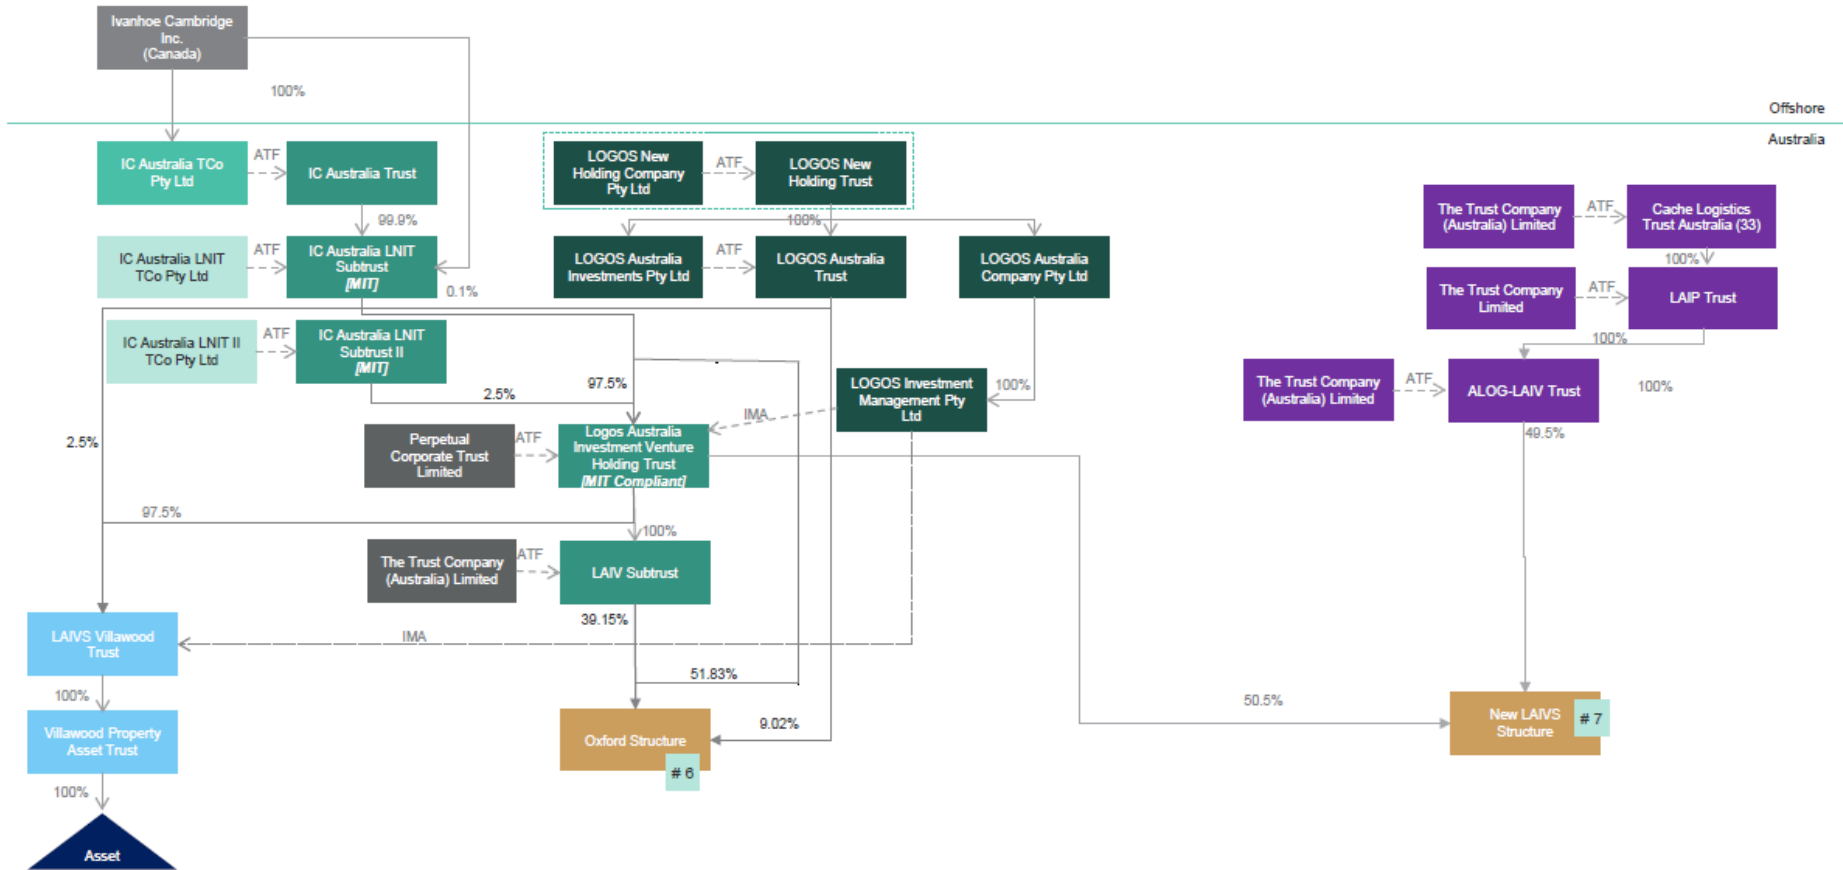 Ivanhoe Cambridge
Inc.
(Canada)
100%
Offshore
Australia
IC Australia TCo
Pty Ltd
ATF
IC Australia Trust
LOGOS New
Holding Company
Pty Ltd
ATF
LOGOS New
Holding Trust
The Trust Company
(Australia) Limited
ATF
Cache Logistics
Trust Australia (33)
99.9%
100%
100%
IC Australia LNIT
TCo Pty Ltd
ATF
IC Australia LNIT
Subtrust
[MIT]
0.1%
LOGOS Australia
Investments Pty Ltd
ATF
LOGOS Australia
Trust
LOGOS Australia
Company Pty Ltd
The Trust Company
Limited
ATF
LAIP Trust
100%
IC Australia LNIT II
TCo Pty Ltd
ATF
IC Australia LNIT
Subtrust II
[MIT]
2.5%
97.5%
LOGOS Investment
Management Pty
Ltd
100%
IMA
The Trust Company
(Australia) Limited
ATF
ALOG-LAIV Trust
100%
49.5%
2.5%
Perpetual
Corporate Trust
Limited
ATF
Logos Australia
Investment Venture
Holding Trust
[MIT Compliant]
97.5%
100%
The Trust Company
(Australia) Limited
ATF
LAIV Subtrust
39.15%
LAIVS Villawood
Trust
IMA
51.83%
100%
50.5%
Villawood Property
Asset Trust
Oxford Structure
# 6
9.02%
New LAIVS
Structure
# 7
100%
Asset